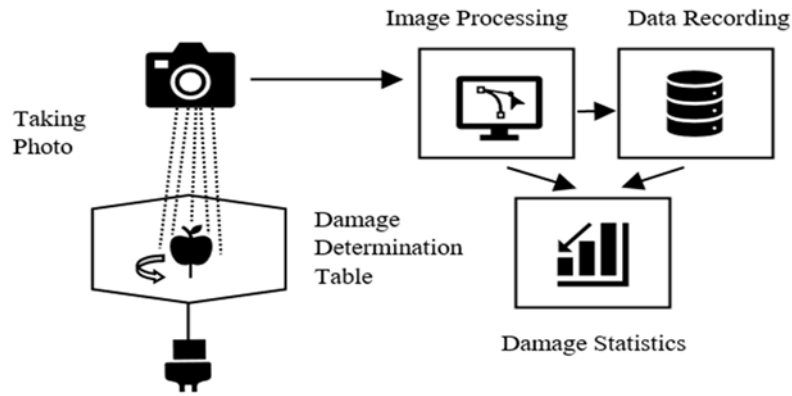 Image Processing
Data Recording
Taking
Photo
Damage
Determination
Table
Damage Statistics